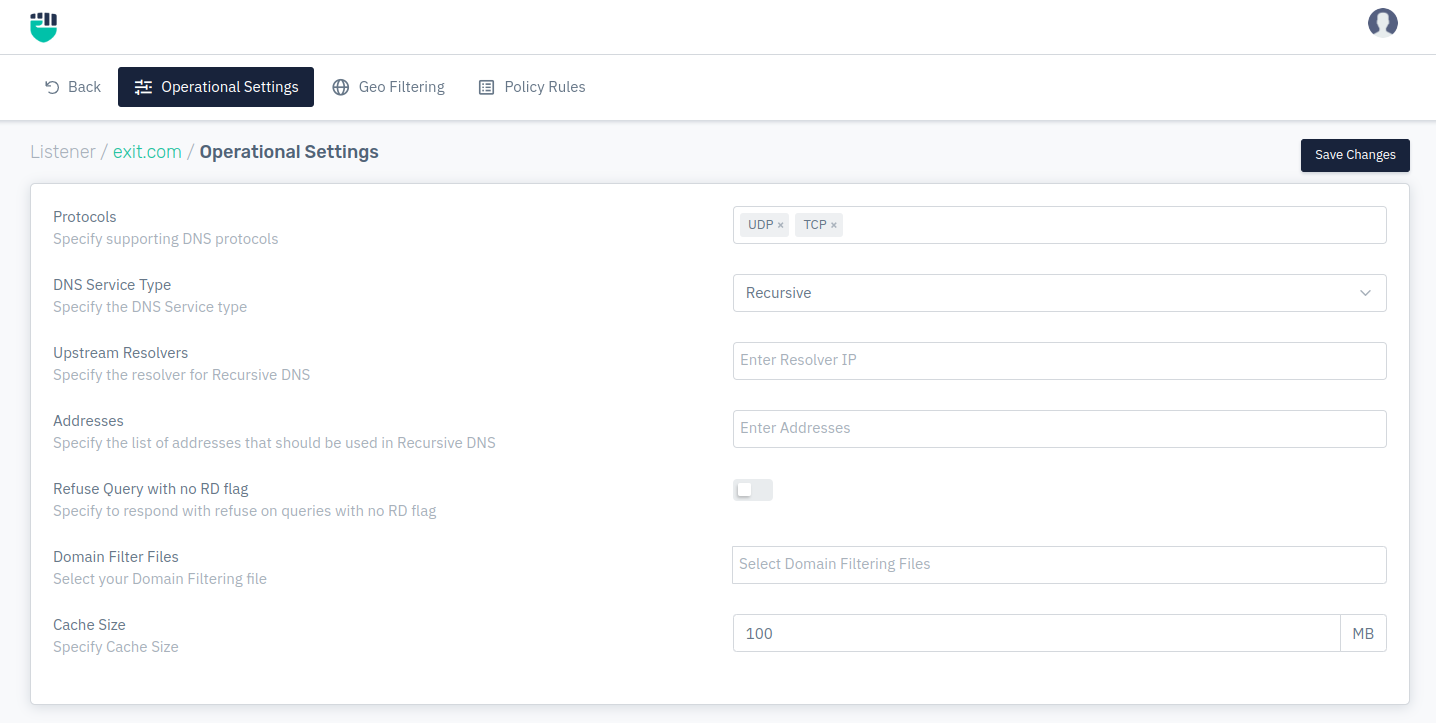 Back Operational Settings Geo Filtering Policy Rules
Listener / exit.com / Operational Settings
Save Changes
Protocols
Specify supporting DNS protocols
UDP × TCP ×
DNS Service Type
Specify the DNS Service type
Recursive
Upstream Resolvers
Specify the resolver for Recursive DNS
Enter Resolver IP
Addresses
Specify the list of addresses that should be used in Recursive DNS
Enter Addresses
Refuse Query with no RD flag
Specify to respond with refuse on queries with no RD flag
Domain Filter Files
Select your Domain Filtering file
Select Domain Filtering Files
Cache Size
Specify Cache Size
100 MB